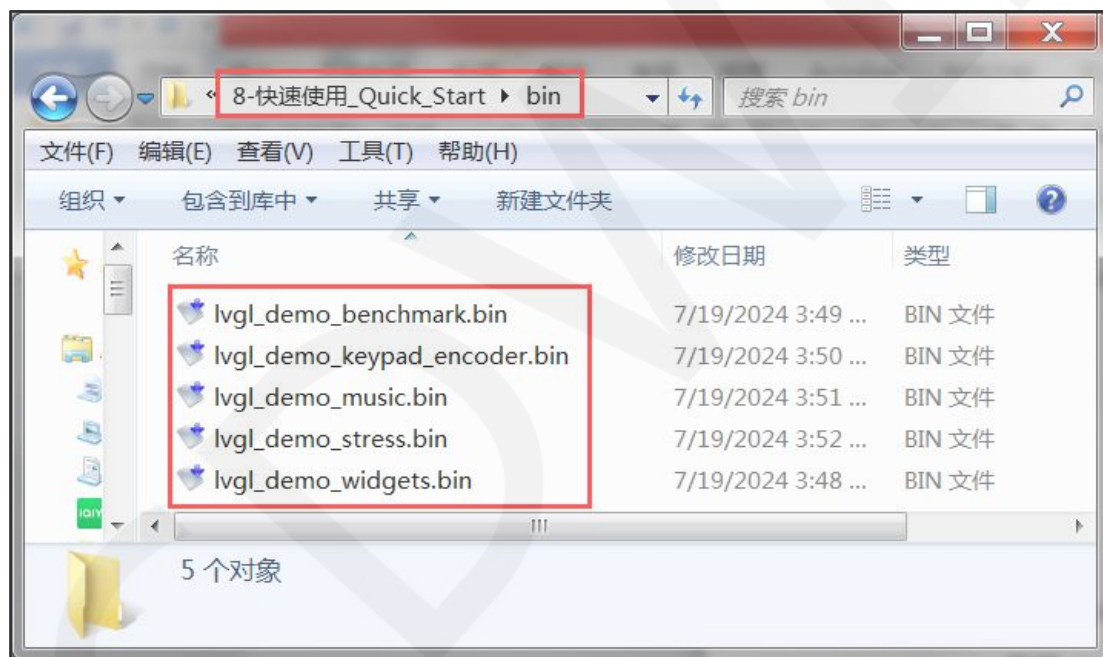 « 8-快速使用_Quick_Start ▸ bin 搜索 bin
文件(F) 编辑(E) 查看(V) 工具(T) 帮助(H)
组织 包含到库中 共享 新建文件夹
名称 修改日期 类型
lvgl_demo_benchmark.bin 7/19/2024 3:49 ... BIN 文件
lvgl_demo_keypad_encoder.bin 7/19/2024 3:50 ... BIN 文件
lvgl_demo_music.bin 7/19/2024 3:51 ... BIN 文件
lvgl_demo_stress.bin 7/19/2024 3:52 ... BIN 文件
lvgl_demo_widgets.bin 7/19/2024 3:48 ... BIN 文件
5 个对象